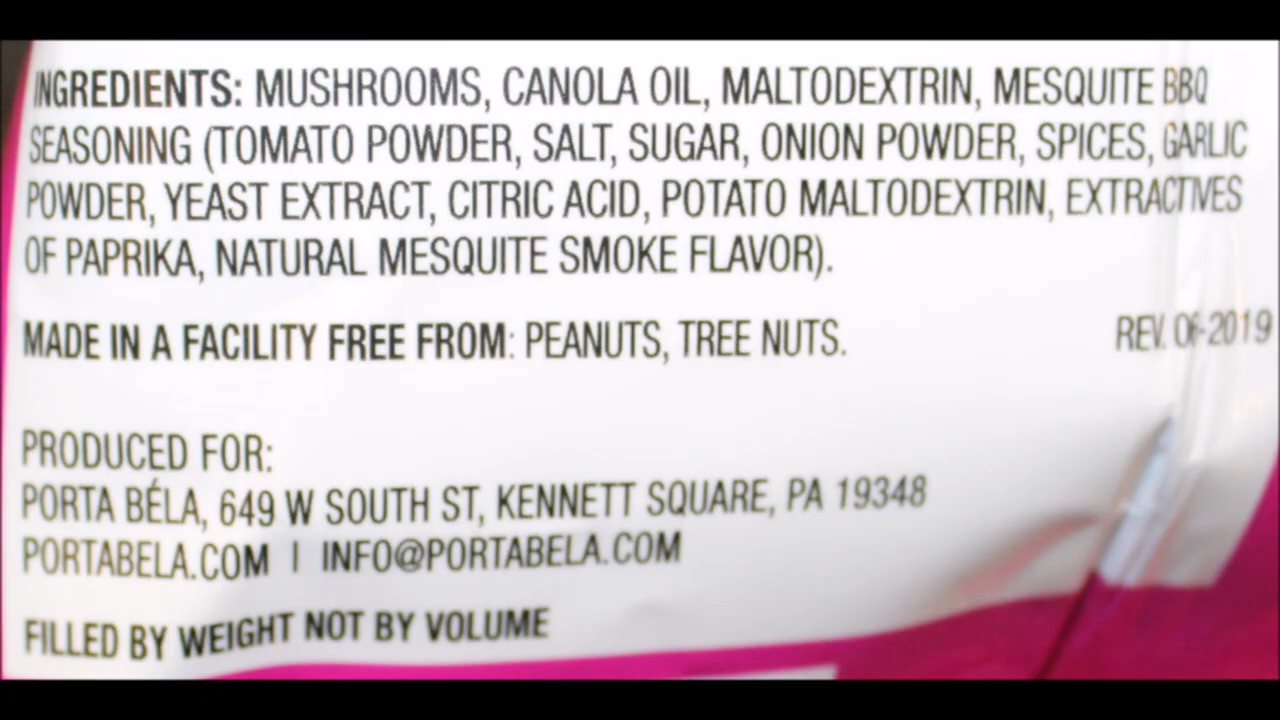 INGREDIENTS: MUSHROOMS, CANOLA OIL, MALTODEXTRIN, MESQUITE BBQ
SEASONING (TOMATO POWDER, SALT, SUGAR, ONION POWDER, SPICES, GARLIC
POWDER, YEAST EXTRACT, CITRIC ACID, POTATO MALTODEXTRIN, EXTRACTIVES
OF PAPRIKA, NATURAL MESQUITE SMOKE FLAVOR).
MADE IN A FACILITY FREE FROM: PEANUTS, TREE NUTS.
REV. 06-2019
PRODUCED FOR:
PORTA BÉLA, 649 W SOUTH ST, KENNETT SQUARE, PA 19348
PORTABELA.COM | INFO@PORTABELA.COM
FILLED BY WEIGHT NOT BY VOLUME